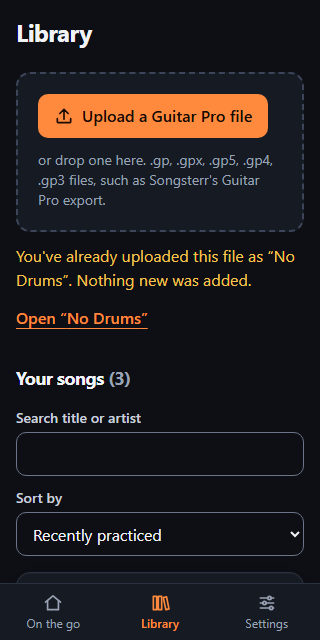 Library
Upload a Guitar Pro file
or drop one here. .gp, .gpx, .gp5, .gp4,
.gp3 files, such as Songsterr's Guitar
Pro export.
You've already uploaded this file as “No
Drums”. Nothing new was added.
Open “No Drums”
Your songs (3)
Search title or artist
Sort by
Recently practiced
On the go
Library
Settings